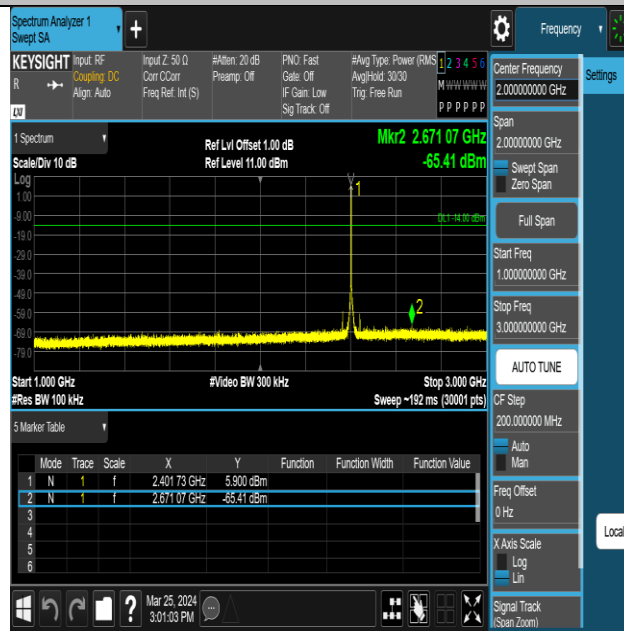 Spectrum Analyzer 1
Swept SA
+
Frequency
KEYSIGHT
R
LXI
Input: RF
Coupling: DC
Align: Auto
Input Z: 50 Ω
Corr CCorr
Freq Ref: Int (S)
#Atten: 20 dB
Preamp: Off
PNO: Fast
Gate: Off
IF Gain: Low
Sig Track: Off
#Avg Type: Power (RMS
Avg|Hold: 30/30
Trig: Free Run
1 2 3 4 5 6
M W W W W W
P P P P P P
1 Spectrum
Scale/Div 10 dB
Ref Lvl Offset 1.00 dB
Ref Level 11.00 dBm
Mkr2 2.671 07 GHz
-65.41 dBm
Log
1.00
-9.00
-19.0
-29.0
-39.0
-49.0
-59.0
-69.0
-79.0
1
DL1 -14.00 dBm
2
Start 1.000 GHz
#Res BW 100 kHz
#Video BW 300 kHz
Stop 3.000 GHz
Sweep ~192 ms (30001 pts)
5 Marker Table
Mode Trace Scale X Y Function Function Width Function Value
1 N 1 f 2.401 73 GHz 5.900 dBm
2 N 1 f 2.671 07 GHz -65.41 dBm
3
4
5
6
?
Mar 25, 2024
3:01:03 PM
Center Frequency
2.000000000 GHz
Settings
Span
2.00000000 GHz
Swept Span
Zero Span
Full Span
Start Freq
1.000000000 GHz
Stop Freq
3.000000000 GHz
AUTO TUNE
CF Step
200.000000 MHz
Auto
Man
Freq Offset
0 Hz
Local
X Axis Scale
Log
Lin
Signal Track
(Span Zoom)